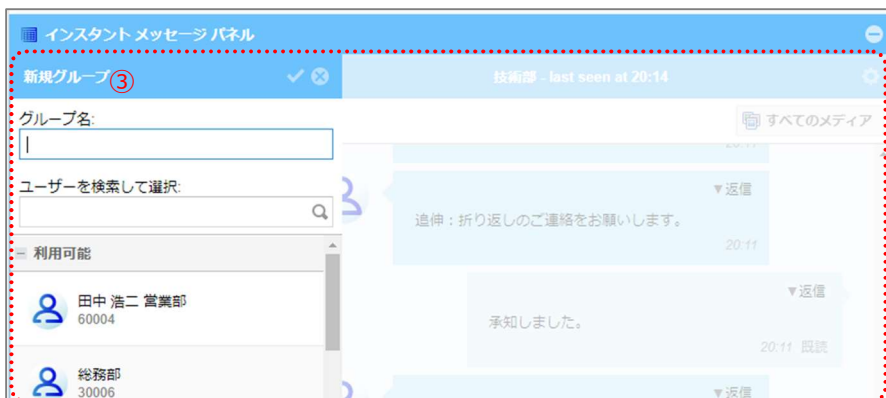 インスタント メッセージ パネル
新規グループ ③
技術部 - last seen at 20:14
グループ名:
すべてのメディア
20:11
ユーザーを検索して選択:
▼返信
追伸：折り返しのご連絡をお願いします。
20:11
利用可能
▼返信
田中 浩二 営業部
60004
承知しました。
20:11 既読
総務部
30006
▼返信